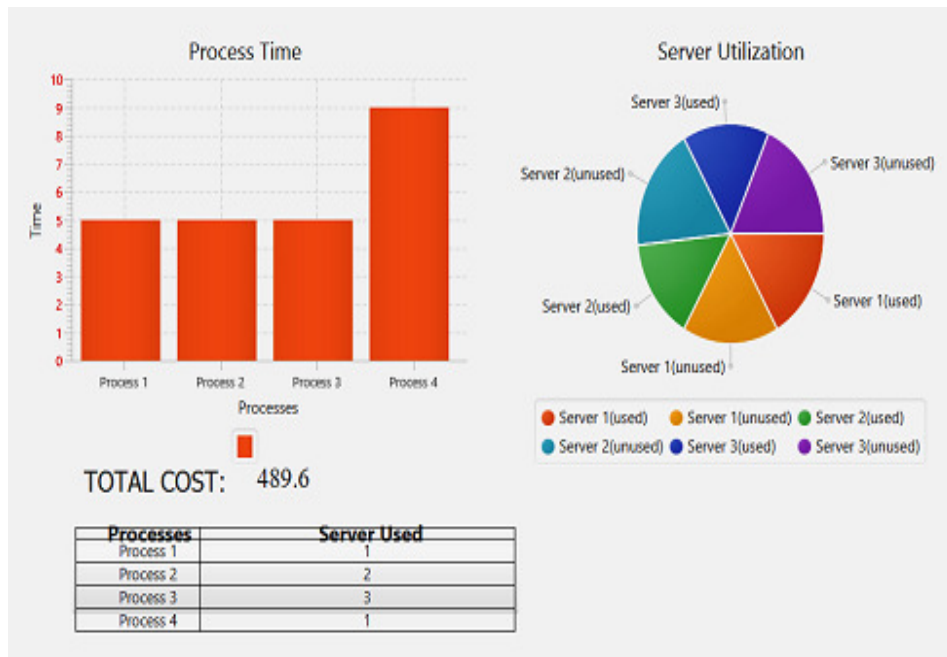 Process Time
10
9
8
7
6
5
4
3
2
1
0
Time
Process 1 Process 2 Process 3 Process 4
Processes
Server Utilization
Server 3(used)
Server 3(unused)
Server 2(unused)
Server 2(used)
Server 1(used)
Server 1(unused)
Server 1(used) Server 1(unused) Server 2(used)
Server 2(unused) Server 3(used) Server 3(unused)
TOTAL COST: 489.6
Processes Server Used
Process 1 1
Process 2 2
Process 3 3
Process 4 1